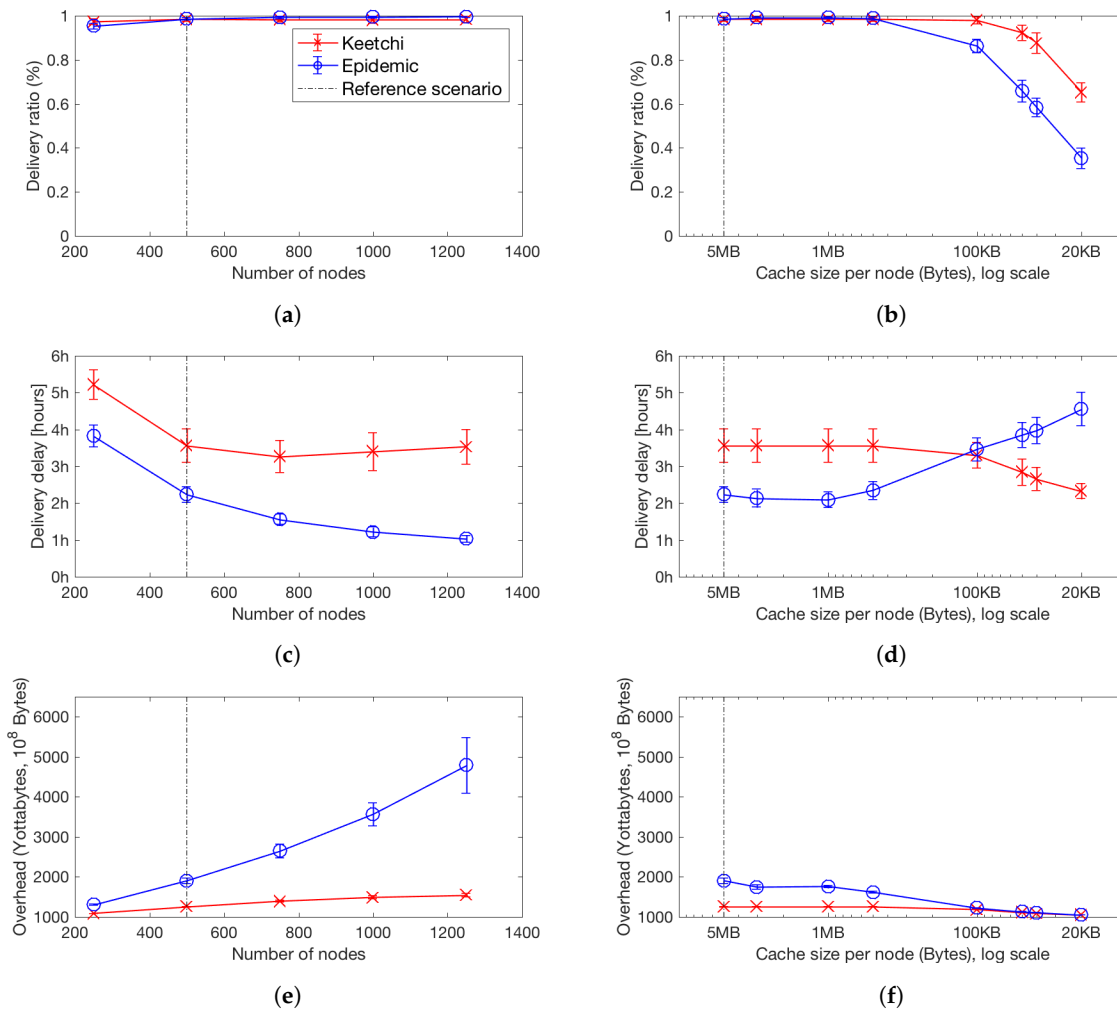 1
0.8
0.6
0.4
0.2
0
Delivery ratio (%)
200 400 600 800 1000 1200 1400
Number of nodes
Keetchi
Epidemic
Reference scenario
(a)
1
0.8
0.6
0.4
0.2
0
Delivery ratio (%)
5MB 1MB 100KB 20KB
Cache size per node (Bytes), log scale
(b)
6h
5h
4h
3h
2h
1h
0h
Delivery delay [hours]
200 400 600 800 1000 1200 1400
Number of nodes
(c)
6h
5h
4h
3h
2h
1h
0h
Delivery delay [hours]
5MB 1MB 100KB 20KB
Cache size per node (Bytes), log scale
(d)
6000
5000
4000
3000
2000
1000
Overhead (Yottabytes, 10⁸ Bytes)
200 400 600 800 1000 1200 1400
Number of nodes
(e)
6000
5000
4000
3000
2000
1000
Overhead (Yottabytes, 10⁸ Bytes)
5MB 1MB 100KB 20KB
Cache size per node (Bytes), log scale
(f)